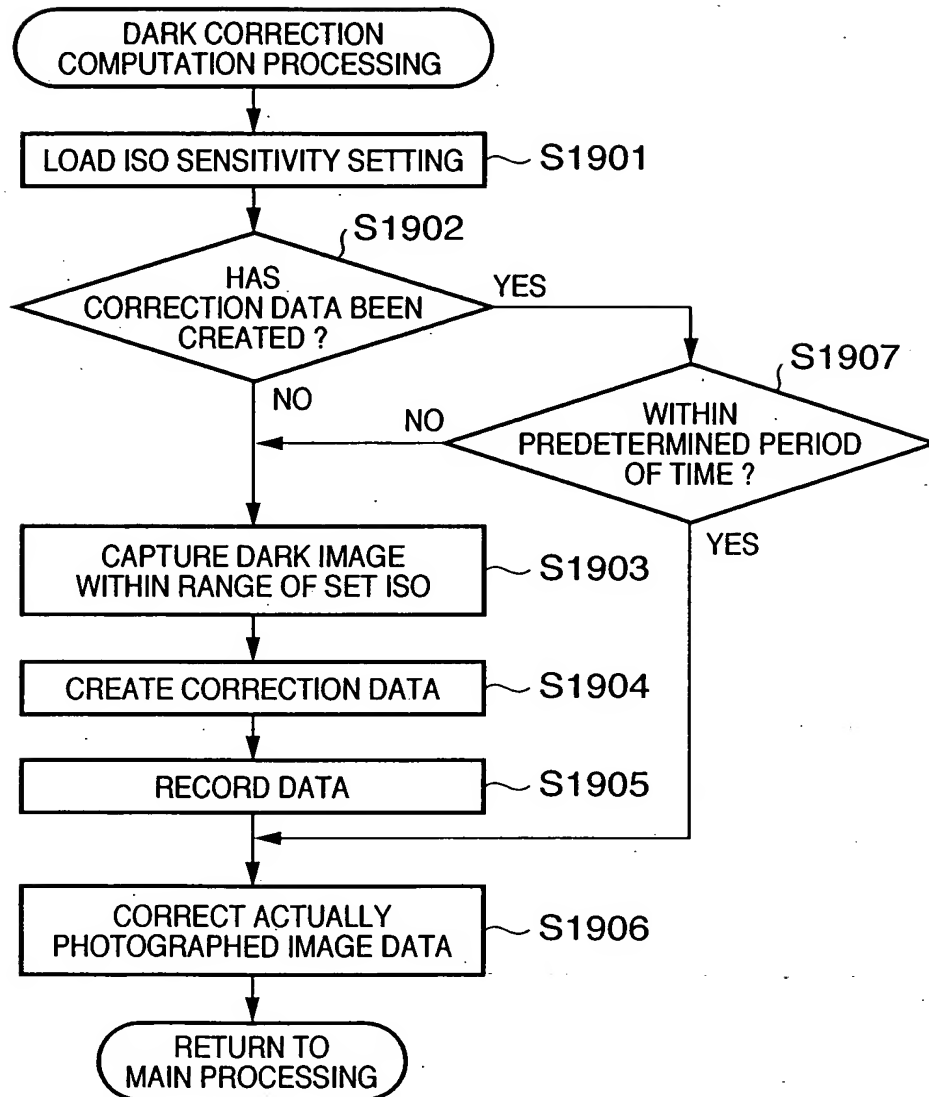 DARK CORRECTION
COMPUTATION PROCESSING
LOAD ISO SENSITIVITY SETTING
S1901
S1902
HAS
CORRECTION DATA BEEN
CREATED ?
YES
NO
S1907
WITHIN
PREDETERMINED PERIOD
OF TIME ?
NO
YES
CAPTURE DARK IMAGE
WITHIN RANGE OF SET ISO
S1903
CREATE CORRECTION DATA
S1904
RECORD DATA
S1905
CORRECT ACTUALLY
PHOTOGRAPHED IMAGE DATA
S1906
RETURN TO
MAIN PROCESSING